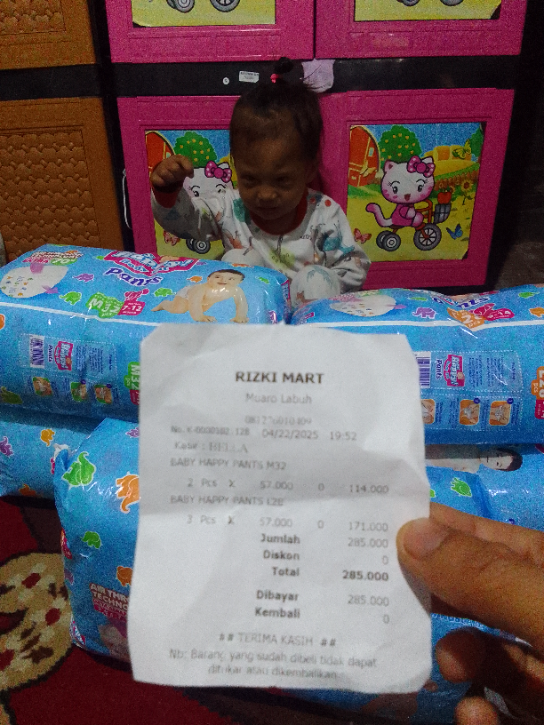 Pants
M32
RIZKI MART
Muaro Labuh
04/22/2025 19:52
Kasir : BELLA
BABY HAPPY PANTS M32
2 Pcs X 57.000 0 114.000
BABY HAPPY PANTS L28
3 Pcs X 57.000 0 171.000
Jumlah 285.000
Diskon 0
Total 285.000
Dibayar 285.000
Kembali 0
## TERIMA KASIH ##
Nb: Barang yang sudah dibeli tidak dapat
ditukar atau dikembalikan